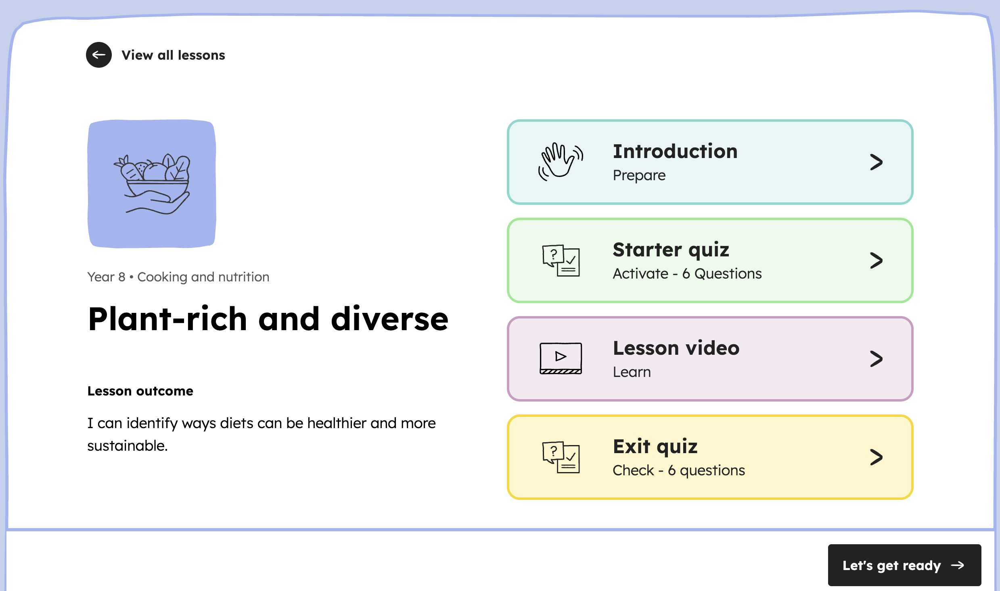 View all lessons
Year 8 • Cooking and nutrition
Plant-rich and diverse
Lesson outcome
I can identify ways diets can be healthier and more
sustainable.
Introduction
Prepare
Starter quiz
Activate - 6 Questions
Lesson video
Learn
Exit quiz
Check - 6 questions
Let's get ready